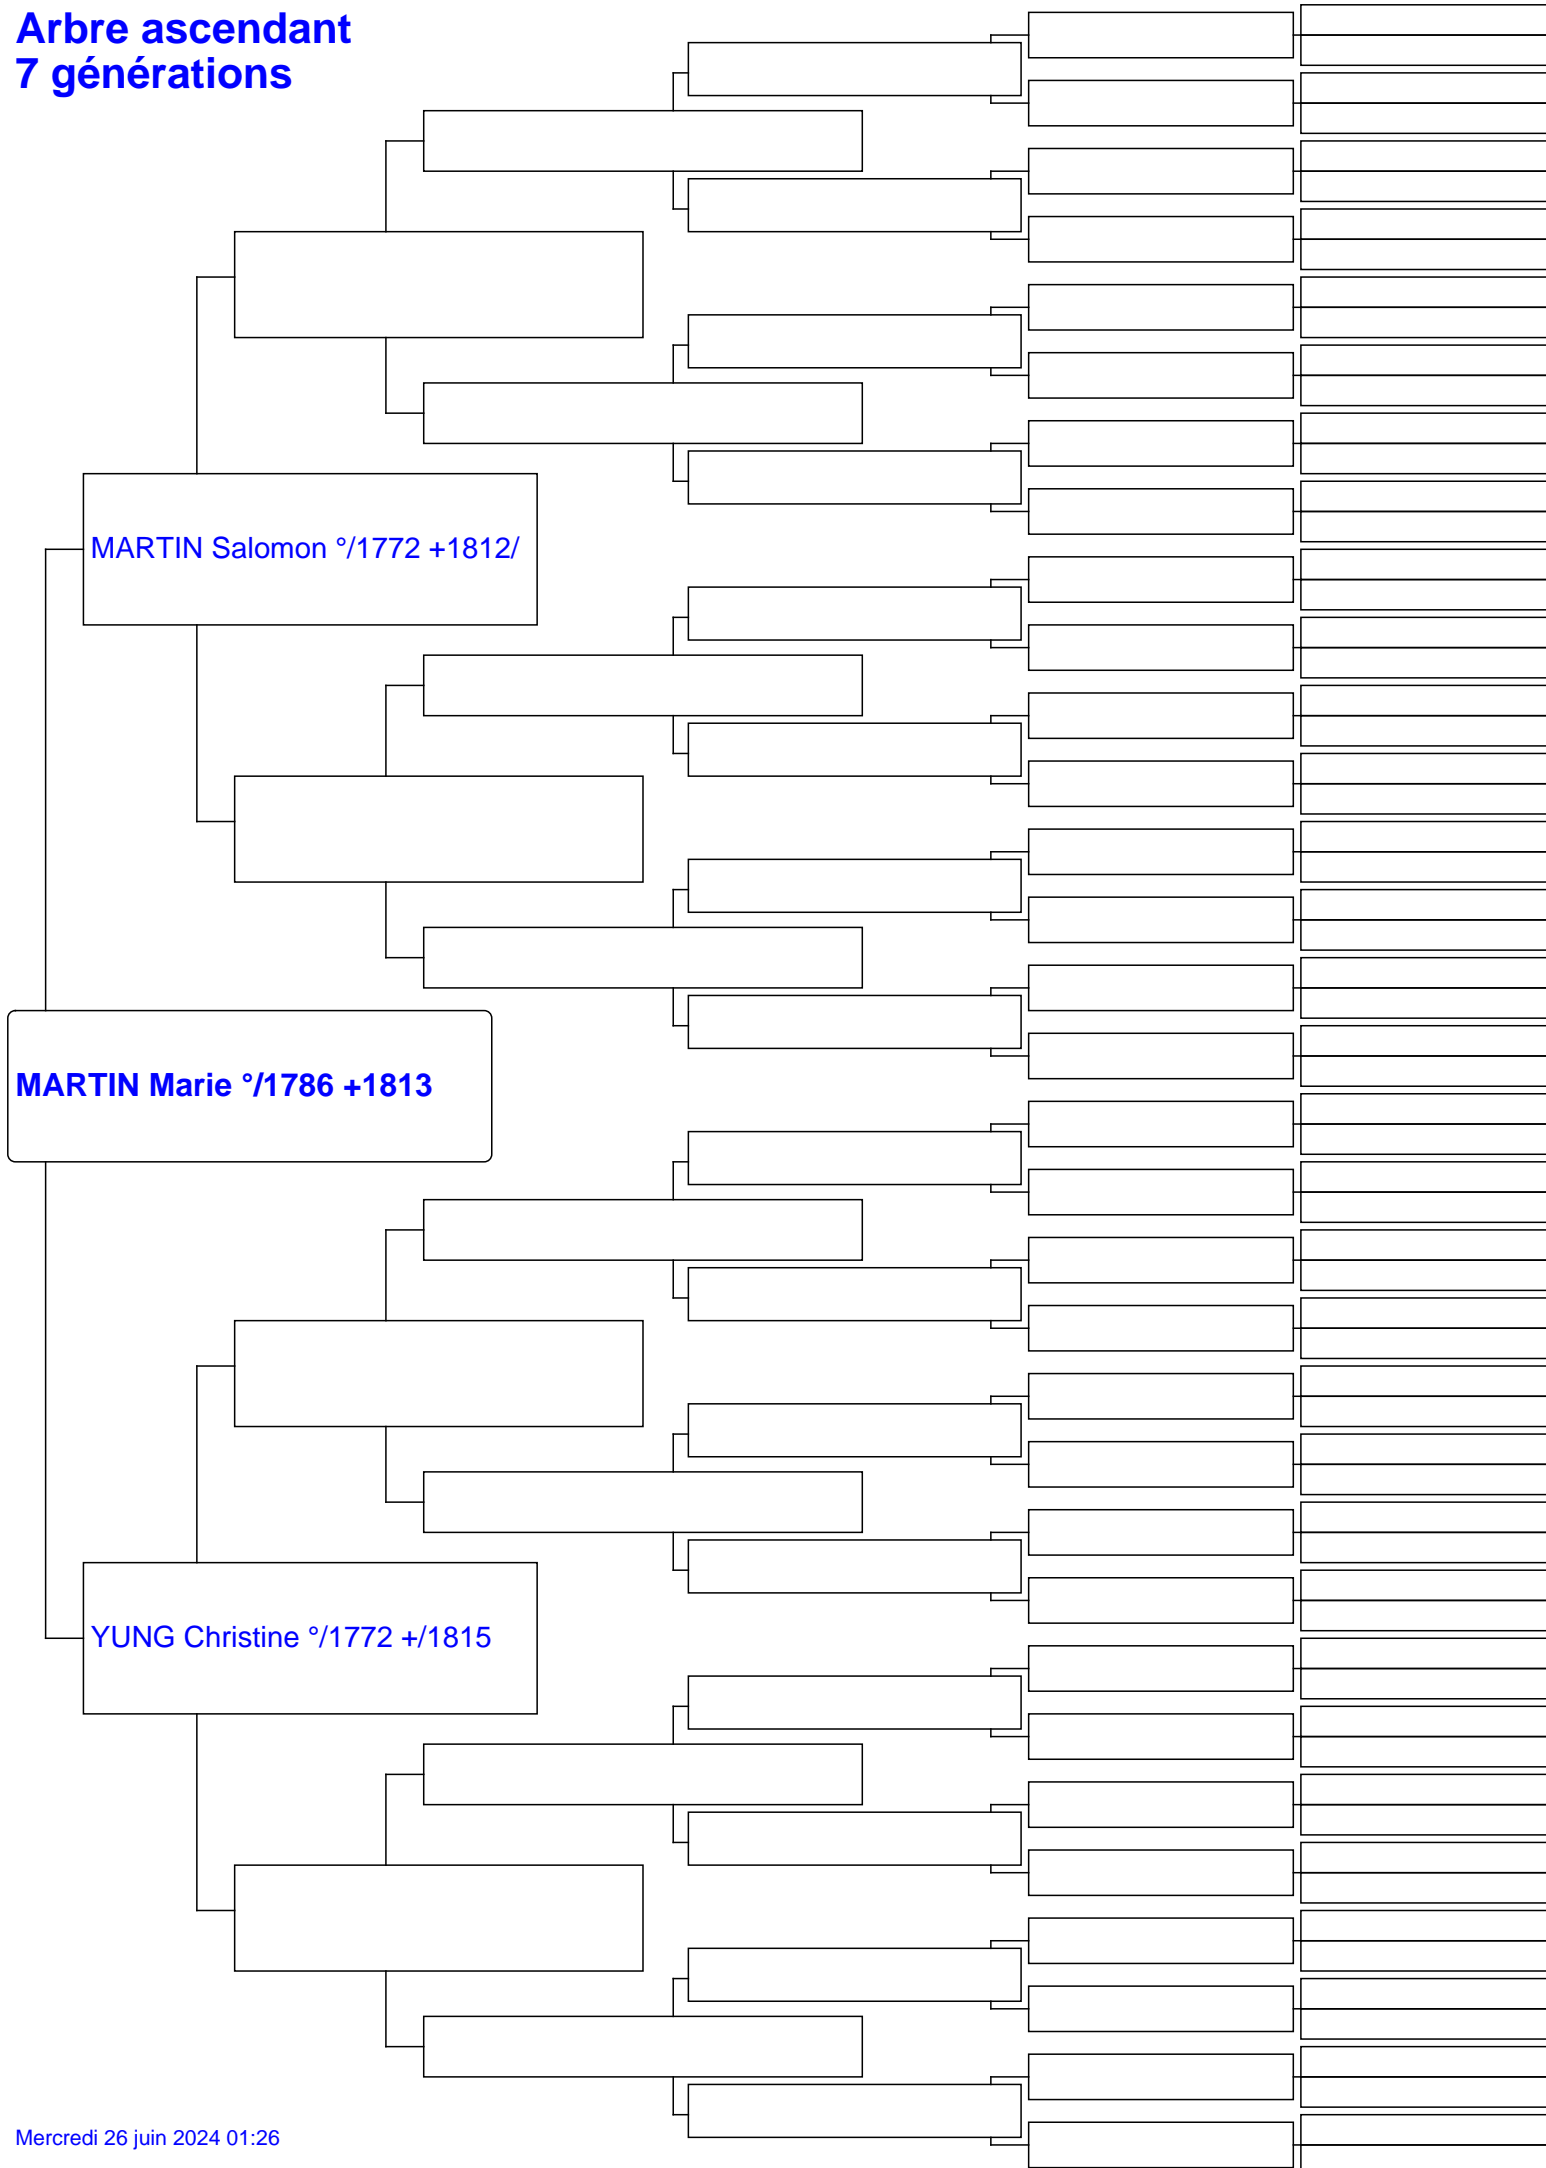 Arbre ascendant
7 générations
MARTIN Salomon °/1772 +1812/
MARTIN Marie °/1786 +1813
YUNG Christine °/1772 +/1815
Mercredi 26 juin 2024 01:26